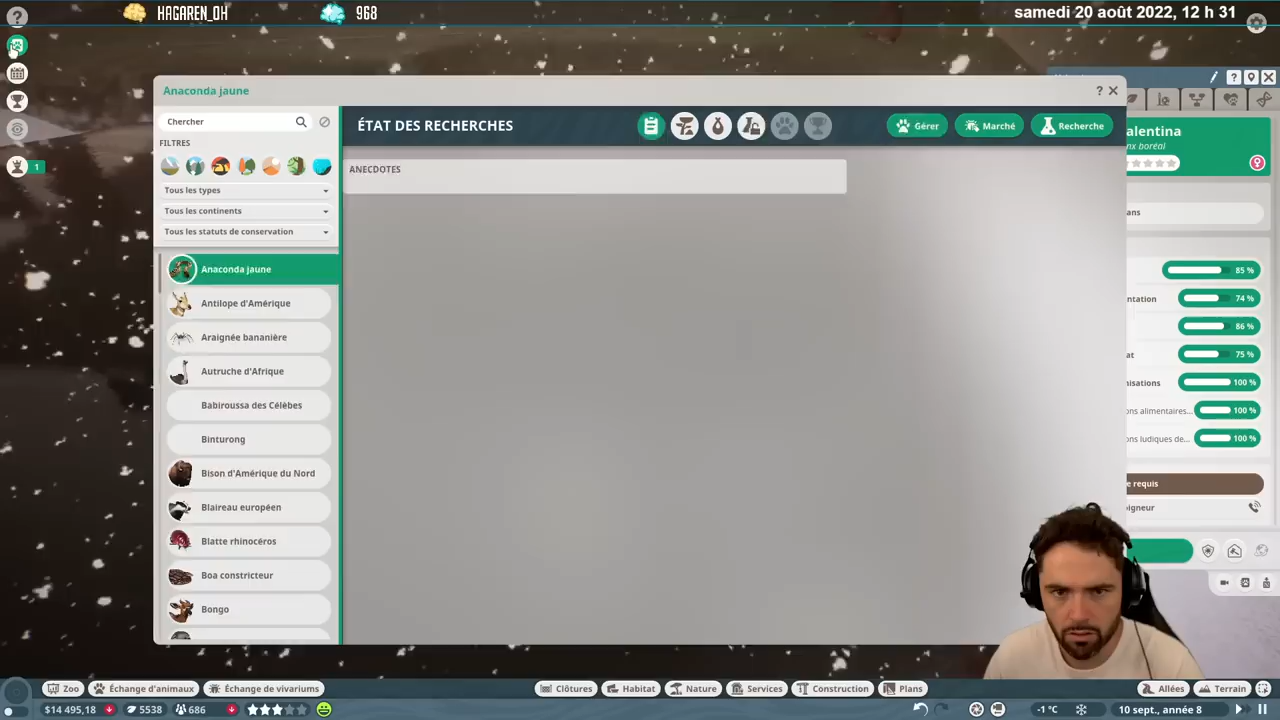 HAGAREN_OH 968 samedi 20 août 2022, 12 h 31
Anaconda jaune
Chercher
FILTRES
Tous les types
Tous les continents
Tous les statuts de conservation
Anaconda jaune
Antilope d'Amérique
Araignée bananière
Autruche d'Afrique
Babiroussa des Célèbes
Binturong
Bison d'Amérique du Nord
Blaireau européen
Blatte rhinocéros
Boa constricteur
Bongo
ÉTAT DES RECHERCHES
Gérer
Marché
Recherche
ANECDOTES
1
alentina
nx boréal
ans
85 %
ntation 74 %
86 %
at 75 %
nisations 100 %
ons alimentaires... 100 %
ons ludiques de... 100 %
e requis
oigneur
Zoo
Échange d'animaux
Échange de vivariums
Clôtures
Habitat
Nature
Services
Construction
Plans
Allées
Terrain
$14 495,18
5538
686
-1 °C
10 sept., année 8